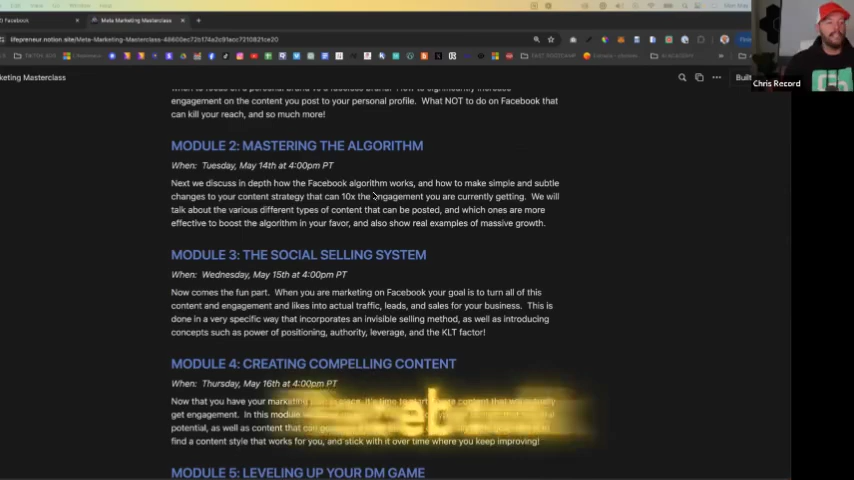 Facebook
Meta Marketing Masterclass
lifepreneur.notion.site/Meta-Marketing-Masterclass-
keting Masterclass
Built
Chris Record
engagement on the content you post to your personal profile. What NOT to do on Facebook that
can kill your reach, and so much more!
MODULE 2: MASTERING THE ALGORITHM
When: Tuesday, May 14th at 4:00pm PT
Next we discuss in depth how the Facebook algorithm works, and how to make simple and subtle
changes to your content strategy that can 10x the engagement you are currently getting. We will
talk about the various different types of content that can be posted, and which ones are more
effective to boost the algorithm in your favor, and also show real examples of massive growth.
MODULE 3: THE SOCIAL SELLING SYSTEM
When: Wednesday, May 15th at 4:00pm PT
Now comes the fun part. When you are marketing on Facebook your goal is to turn all of this
content and engagement and likes into actual traffic, leads, and sales for your business. This is
done in a very specific way that incorporates an invisible selling method, as well as introducing
concepts such as power of positioning, authority, leverage, and the KLT factor!
MODULE 4: CREATING COMPELLING CONTENT
When: Thursday, May 16th at 4:00pm PT
Now that you have your marketing
get engagement. In this module
potential, as well as content that can
find a content style that works for you, and stick with it over time where you keep improving!
MODULE 5: LEVELING UP YOUR DM GAME